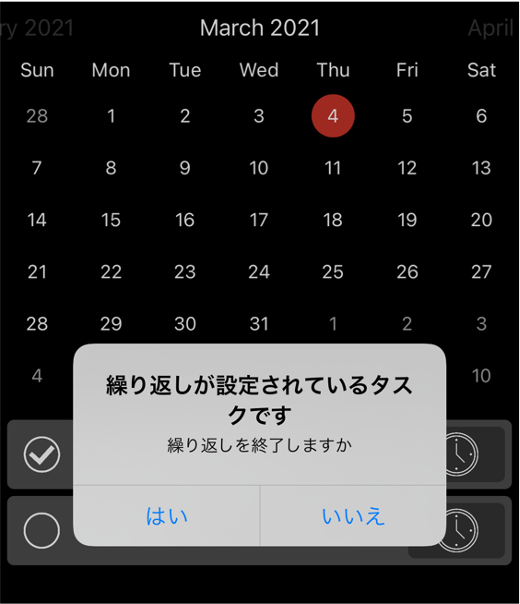 ry 2021 March 2021 April
Sun Mon Tue Wed Thu Fri Sat
28 1 2 3 4 5 6
7 8 9 10 11 12 13
14 15 16 17 18 19 20
21 22 23 24 25 26 27
28 29 30 31 1 2 3
4 10
繰り返しが設定されているタス
クです
繰り返しを終了しますか
はい いいえ